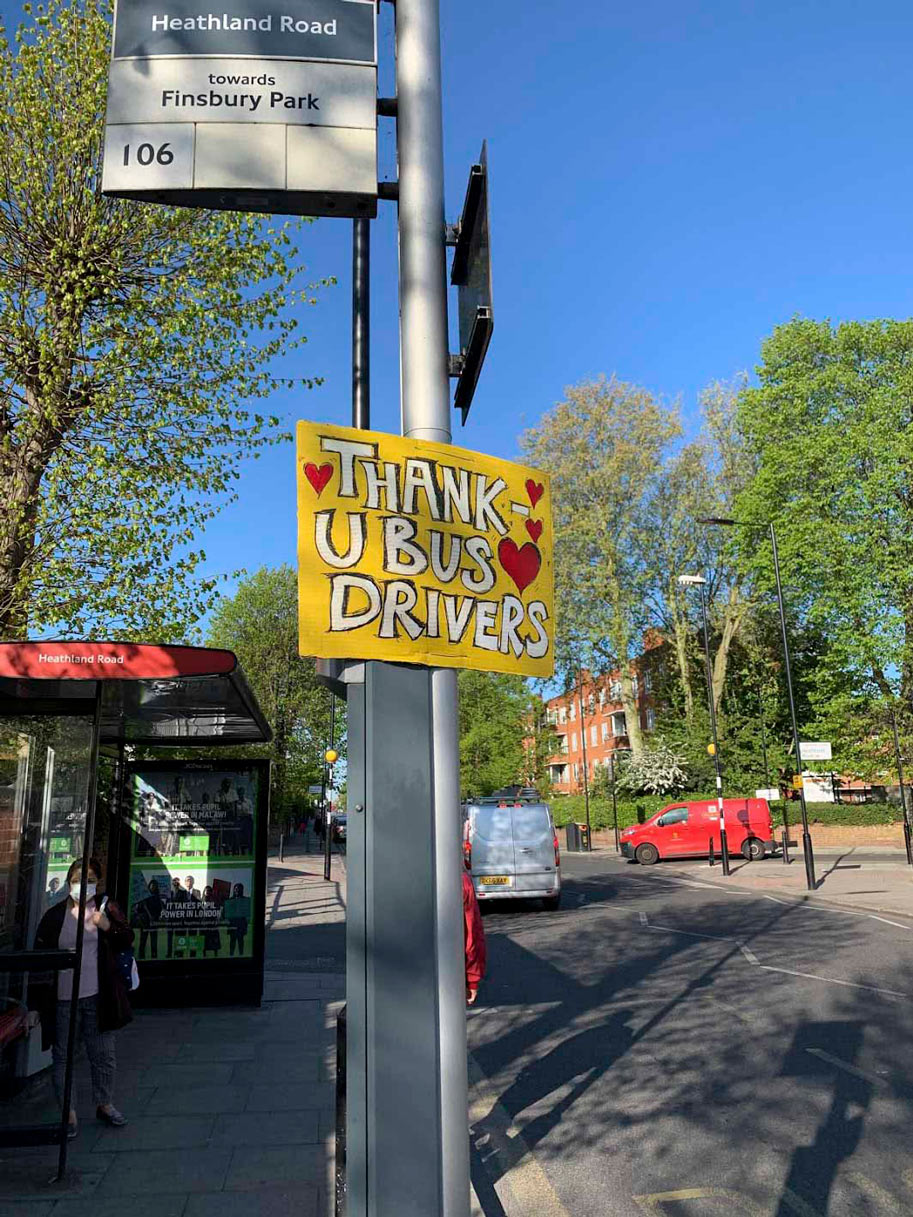 Heathland Road
towards
Finsbury Park
106
THANK-
U BUS
DRIVERS
Heathland Road
IT TAKES PUPIL
POWER IN MALAWI
IT TAKES PUPIL
POWER IN LONDON